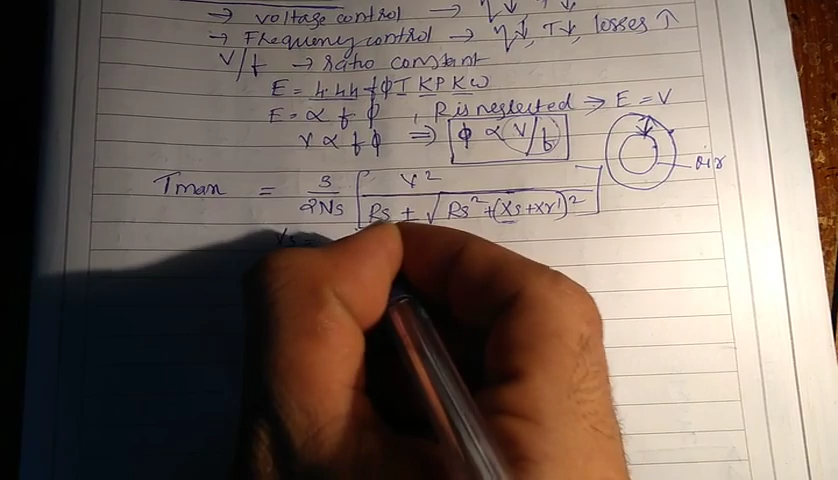 → voltage control → η↓ T↓
→ Frequency control → η↓, T↓, losses ↑
V/f → ratio constant
E = 4.44 f φ T KP Kw
E = ∝ f φ , R is neglected ⇒ E = V
V ∝ f φ ⇒ φ ∝ V/f
air
Tmax = 3/2Ns [ V² / Rs + √Rs² + (Xs + Xr')² ]